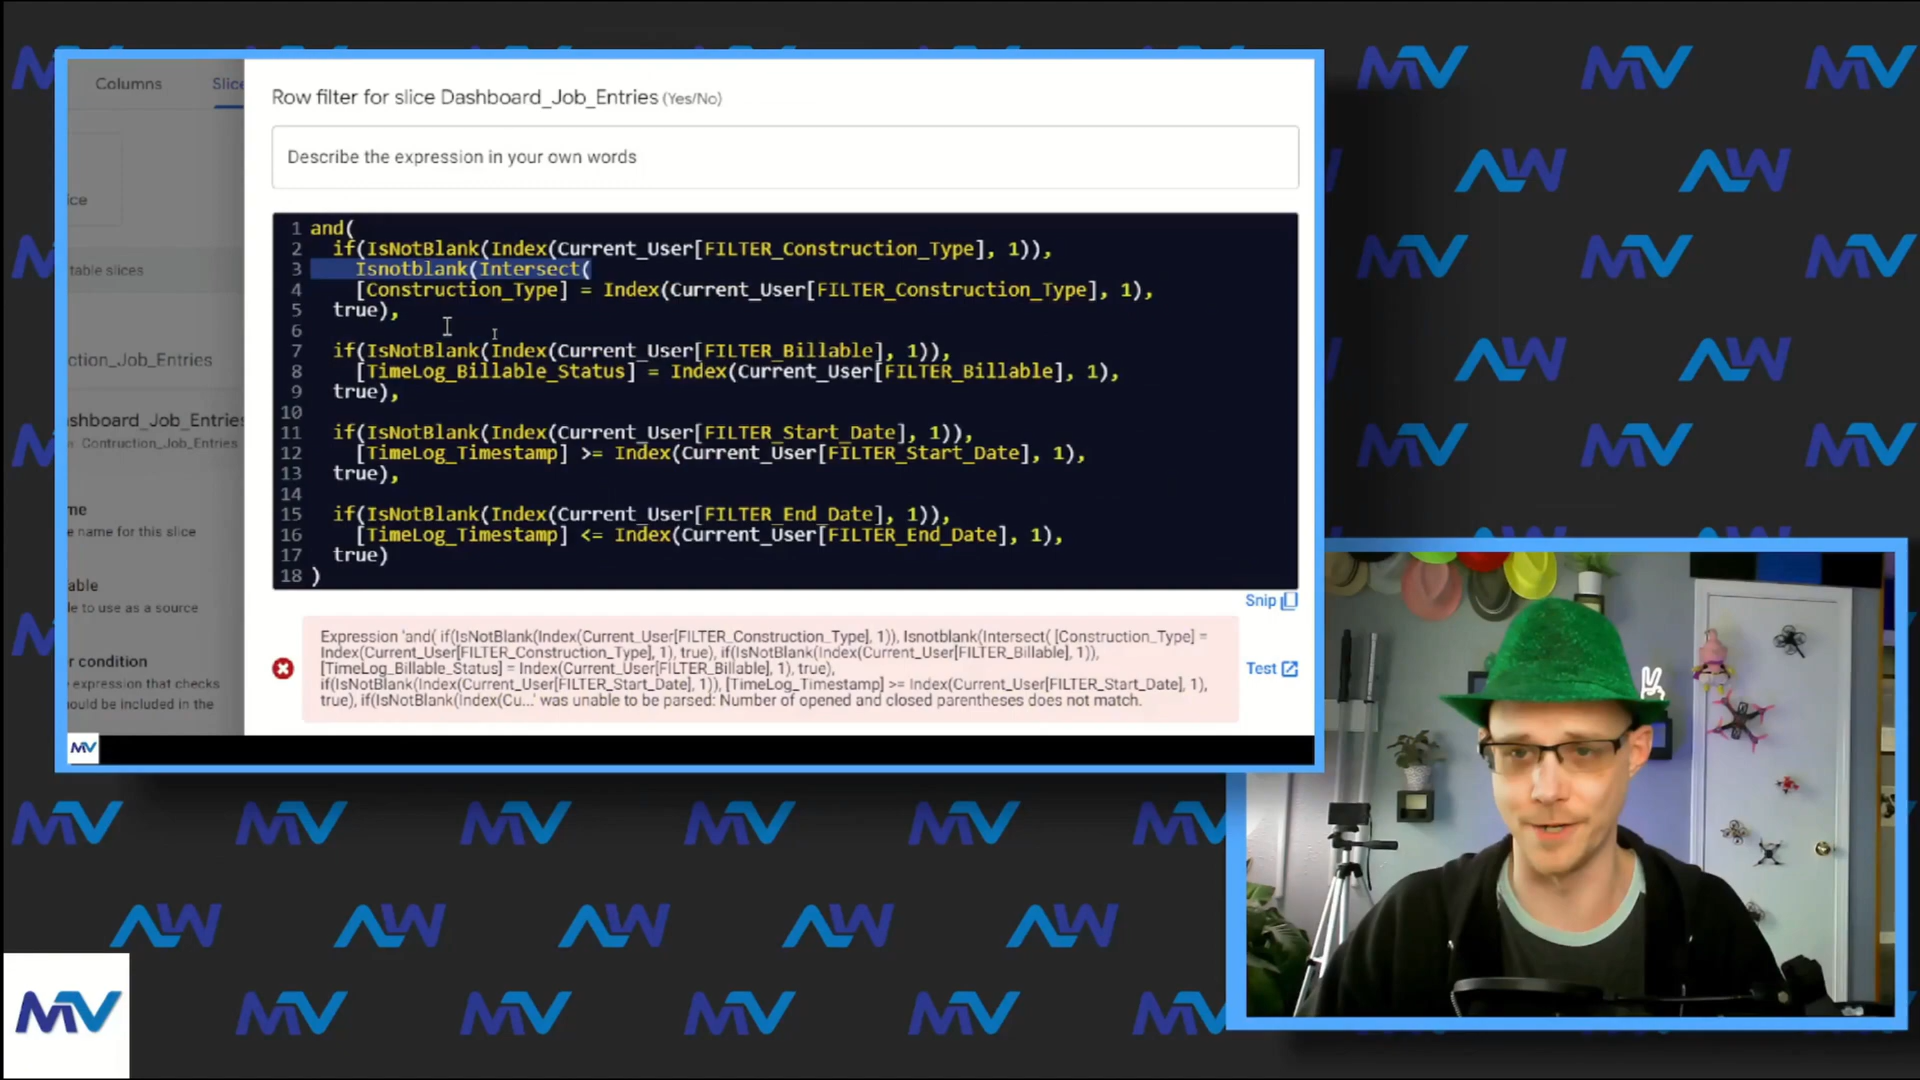 Columns
Slice
Row filter for slice Dashboard_Job_Entries (Yes/No)
Describe the expression in your own words
ice
table slices
ction_Job_Entries
ashboard_Job_Entries
Contruction_Job_Entries
me
e name for this slice
able
le to use as a source
r condition
e expression that checks
hould be included in the
1 and(
2 if(IsNotBlank(Index(Current_User[FILTER_Construction_Type], 1)),
3 Isnotblank(Intersect(
4 [Construction_Type] = Index(Current_User[FILTER_Construction_Type], 1),
5 true),
6
7 if(IsNotBlank(Index(Current_User[FILTER_Billable], 1)),
8 [TimeLog_Billable_Status] = Index(Current_User[FILTER_Billable], 1),
9 true),
10
11 if(IsNotBlank(Index(Current_User[FILTER_Start_Date], 1)),
12 [TimeLog_Timestamp] >= Index(Current_User[FILTER_Start_Date], 1),
13 true),
14
15 if(IsNotBlank(Index(Current_User[FILTER_End_Date], 1)),
16 [TimeLog_Timestamp] <= Index(Current_User[FILTER_End_Date], 1),
17 true)
18 )
Snip
Expression 'and( if(IsNotBlank(Index(Current_User[FILTER_Construction_Type], 1)), Isnotblank(Intersect( [Construction_Type] =
Index(Current_User[FILTER_Construction_Type], 1), true), if(IsNotBlank(Index(Current_User[FILTER_Billable], 1)),
[TimeLog_Billable_Status] = Index(Current_User[FILTER_Billable], 1), true),
if(IsNotBlank(Index(Current_User[FILTER_Start_Date], 1)), [TimeLog_Timestamp] >= Index(Current_User[FILTER_Start_Date], 1),
true), if(IsNotBlank(Index(Cu...' was unable to be parsed: Number of opened and closed parentheses does not match.
Test